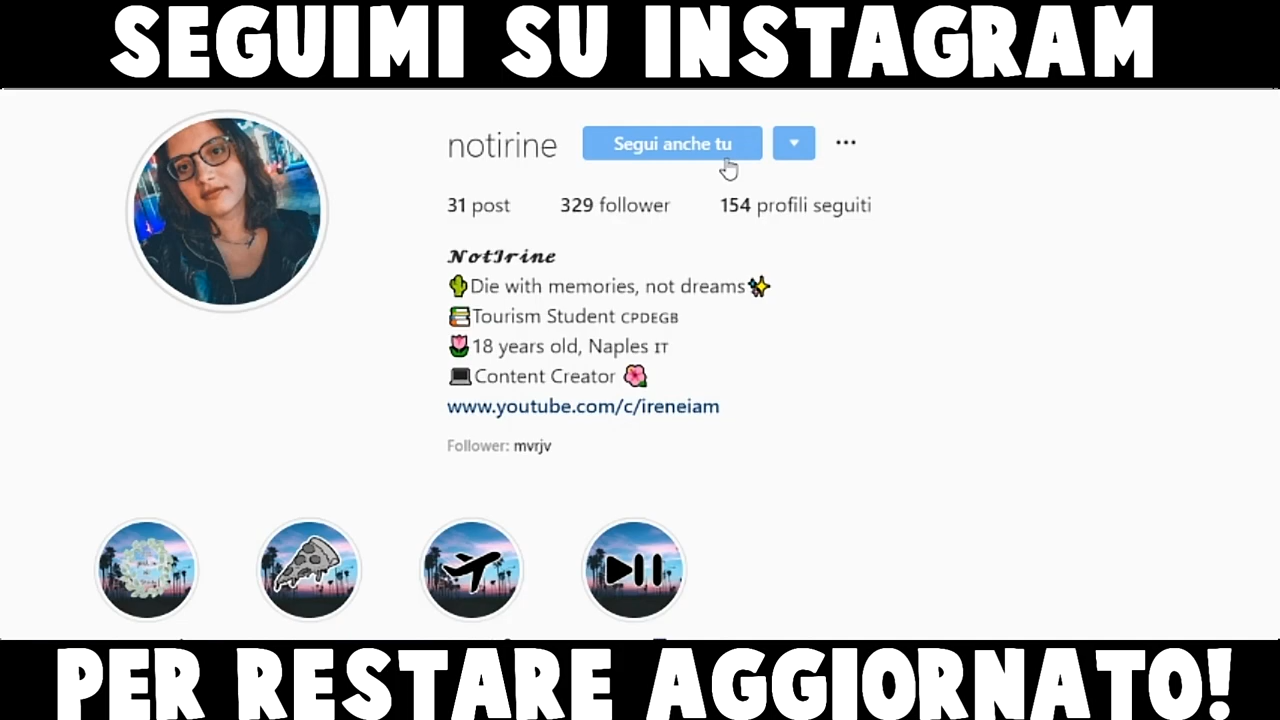 SEGUIMI SU INSTAGRAM
notirine
Segui anche tu
31 post 329 follower 154 profili seguiti
NotIrine
🌵Die with memories, not dreams✨
📚Tourism Student CPDEGB
🌷18 years old, Naples IT
💻Content Creator 🌺
www.youtube.com/c/ireneiam
Follower: mvrjv
PER RESTARE AGGIORNATO!